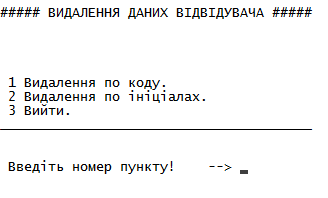 ##### ВИДАЛЕННЯ ДАНИХ ВІДВІДУВАЧА #####
1 Видалення по коду.
2 Видалення по ініціалах.
3 Вийти.
Введіть номер пункту! --> _